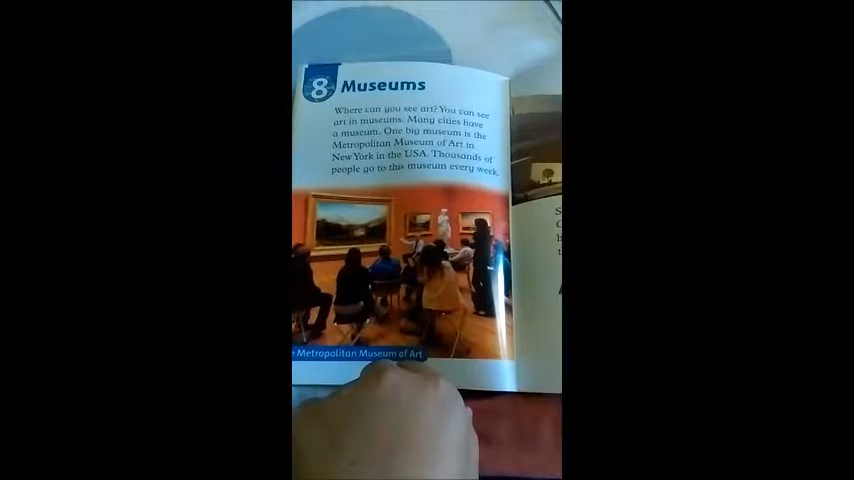 8 Museums
Where can you see art? You can see
art in museums. Many cities have
a museum. One big museum is the
Metropolitan Museum of Art in
New York in the USA. Thousands of
people go to this museum every week.
Metropolitan Museum of Art